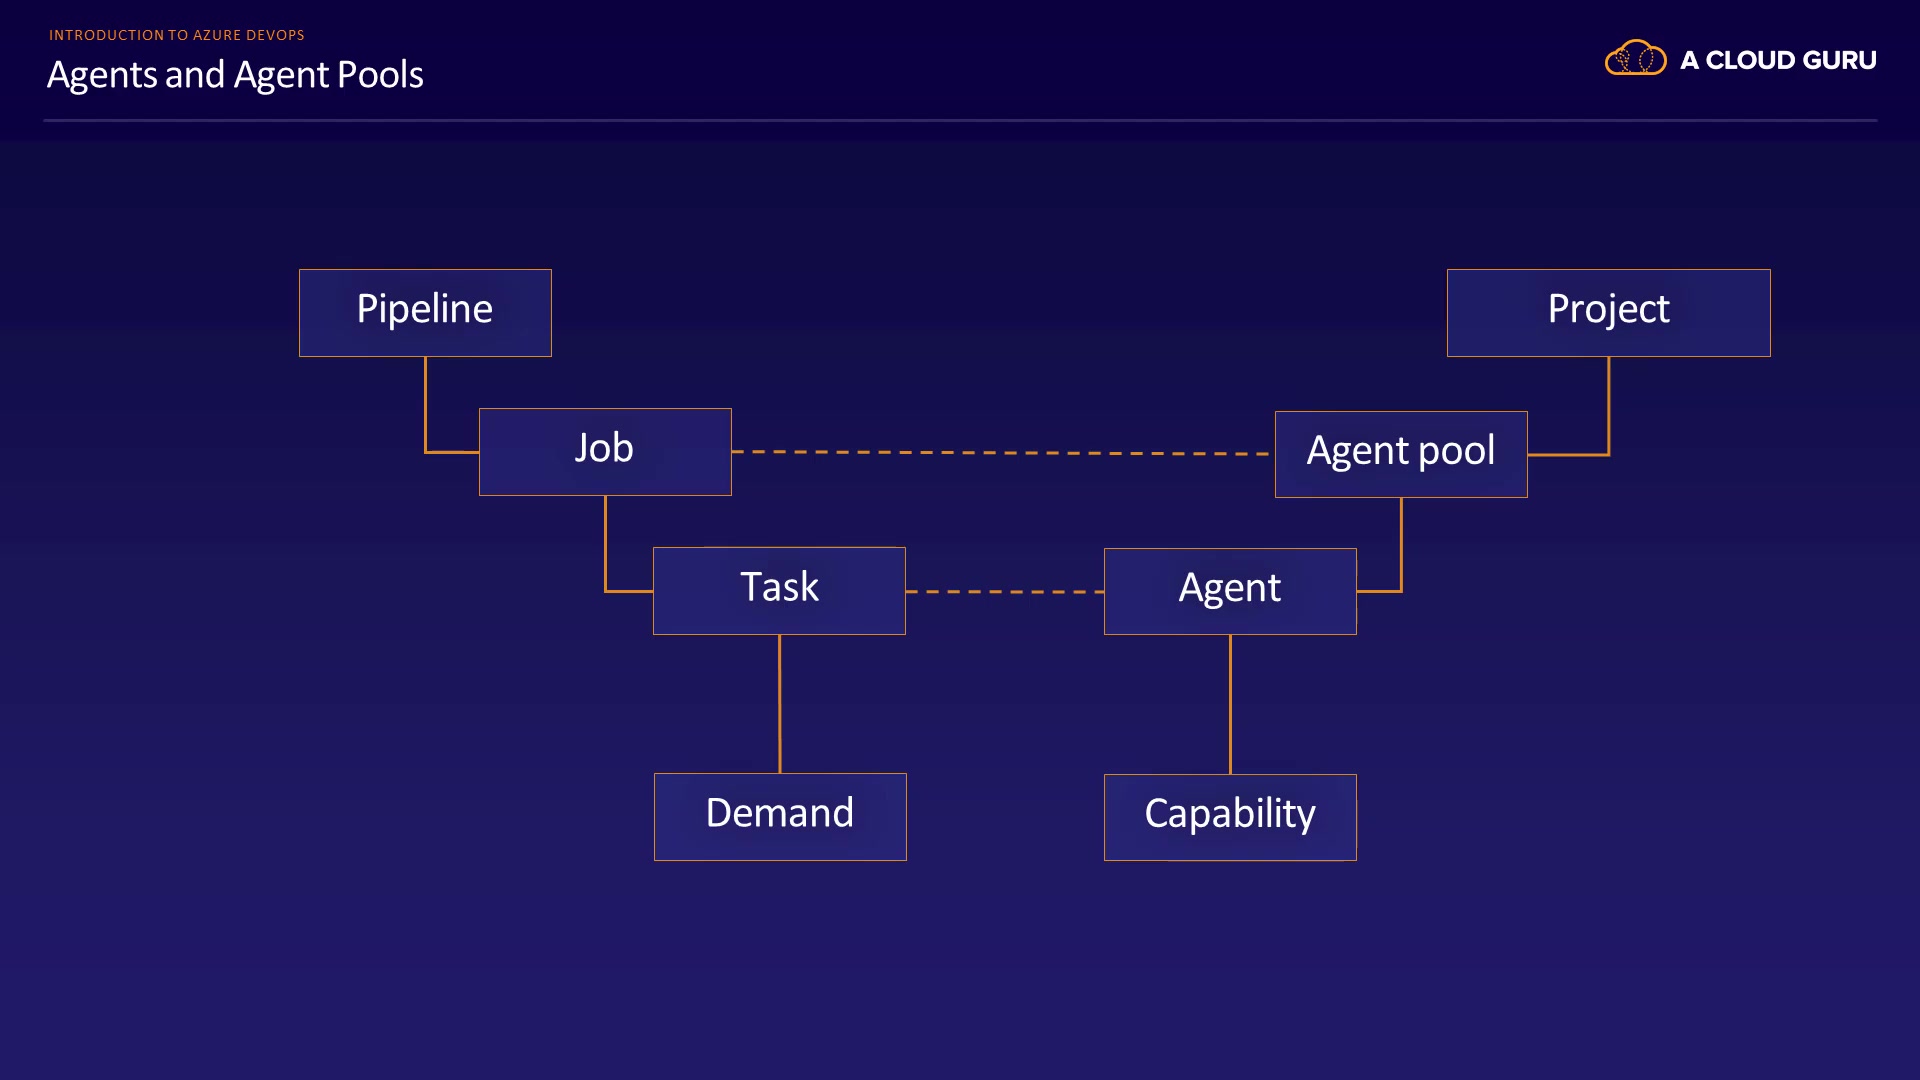 INTRODUCTION TO AZURE DEVOPS
Agents and Agent Pools
A CLOUD GURU
Pipeline
Project
Job
Agent pool
Task
Agent
Demand
Capability